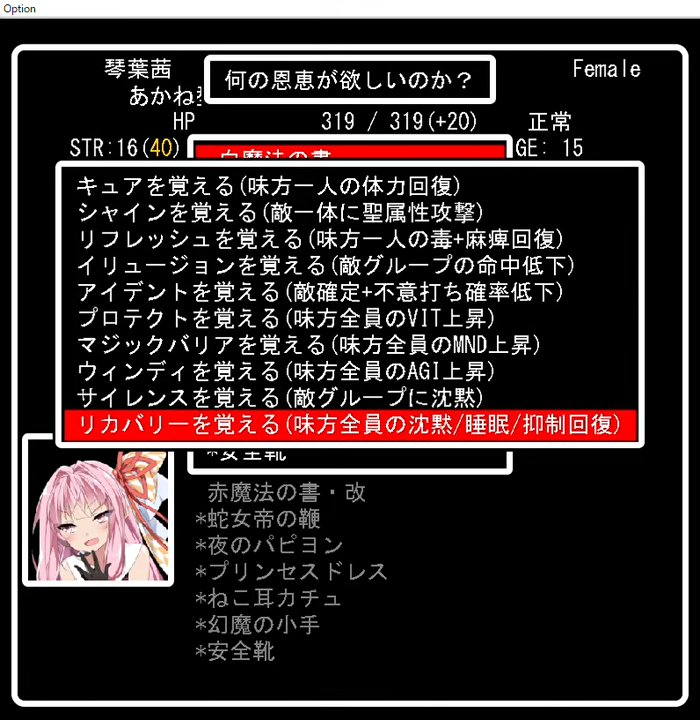 Option
琴葉茜
何の恩恵が欲しいのか？
Female
あかね
HP 319 / 319(+20) 正常
STR:16(40)
白魔法の書
GE: 15
キュアを覚える(味方一人の体力回復)
シャインを覚える(敵一体に聖属性攻撃)
リフレッシュを覚える(味方一人の毒+麻痺回復)
イリュージョンを覚える(敵グループの命中低下)
アイデントを覚える(敵確定+不意打ち確率低下)
プロテクトを覚える(味方全員のVIT上昇)
マジックバリアを覚える(味方全員のMND上昇)
ウィンディを覚える(味方全員のAGI上昇)
サイレンスを覚える(敵グループに沈黙)
リカバリーを覚える(味方全員の沈黙/睡眠/抑制回復)
*安全靴
赤魔法の書・改
*蛇女帝の鞭
*夜のパピヨン
*プリンセスドレス
*ねこ耳カチュ
*幻魔の小手
*安全靴